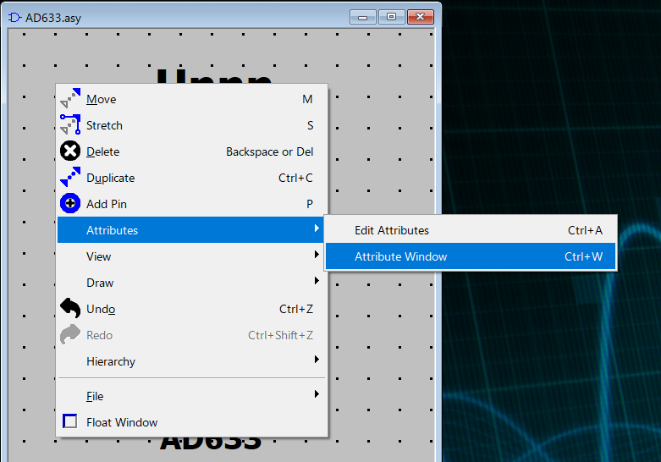 AD633.asy
Unnn
Move M
Stretch S
Delete Backspace or Del
Duplicate Ctrl+C
Add Pin P
Attributes
Edit Attributes Ctrl+A
View
Attribute Window Ctrl+W
Draw
Undo Ctrl+Z
Redo Ctrl+Shift+Z
Hierarchy
File
Float Window
AD633